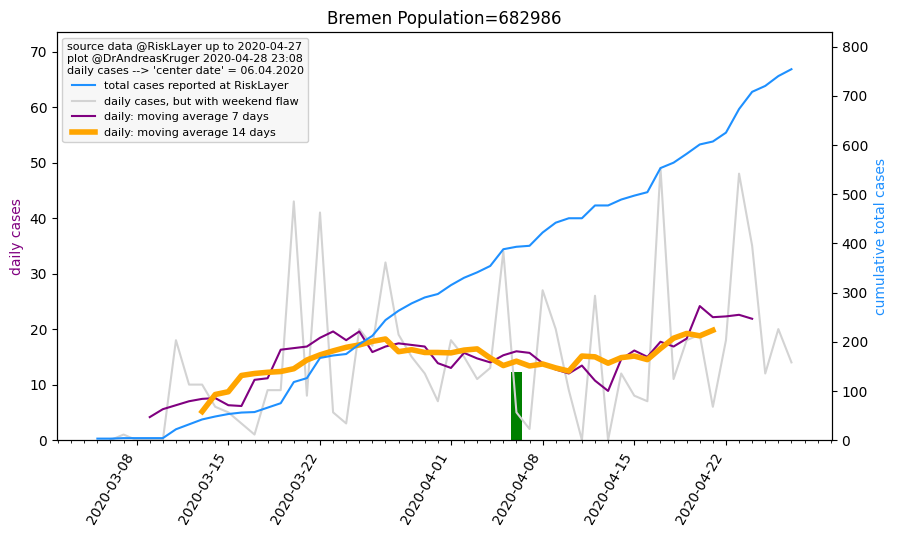 Bremen Population=682986
source data @RiskLayer up to 2020-04-27
plot @DrAndreasKruger 2020-04-28 23:08
daily cases --> 'center date' = 06.04.2020
total cases reported at RiskLayer
daily cases, but with weekend flaw
daily: moving average 7 days
daily: moving average 14 days
daily cases
70
60
50
40
30
20
10
0
cumulative total cases
800
700
600
500
400
300
200
100
0
2020-03-08
2020-03-15
2020-03-22
2020-04-01
2020-04-08
2020-04-15
2020-04-22